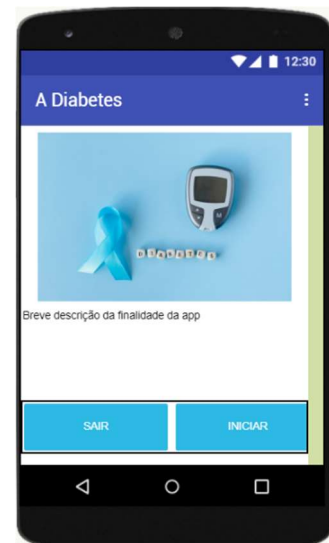 12:30
A Diabetes
DIABETES
Breve descrição da finalidade da app
SAIR
INICIAR